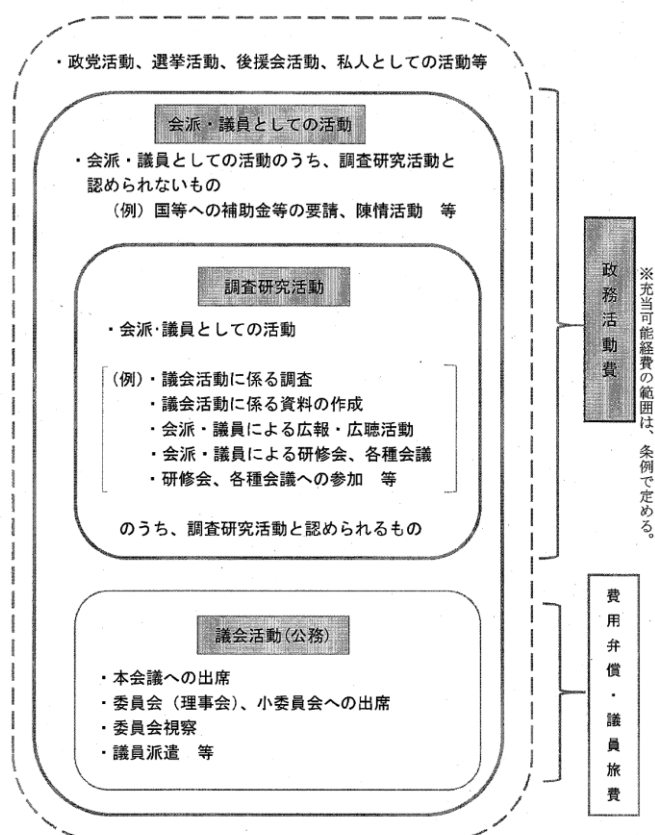 ・政党活動、選挙活動、後援会活動、私人としての活動等
会派・議員としての活動
・会派・議員としての活動のうち、調査研究活動と
認められないもの
(例)国等への補助金等の要請、陳情活動　等
調査研究活動
・会派・議員としての活動
(例)・議会活動に係る調査
・議会活動に係る資料の作成
・会派・議員による広報・広聴活動
・会派・議員による研修会、各種会議
・研修会、各種会議への参加　等
のうち、調査研究活動と認められるもの
議会活動(公務)
・本会議への出席
・委員会（理事会）、小委員会への出席
・委員会視察
・議員派遣　等
政務活動費
※充当可能経費の範囲は、条例で定める。
費用弁償・議員旅費